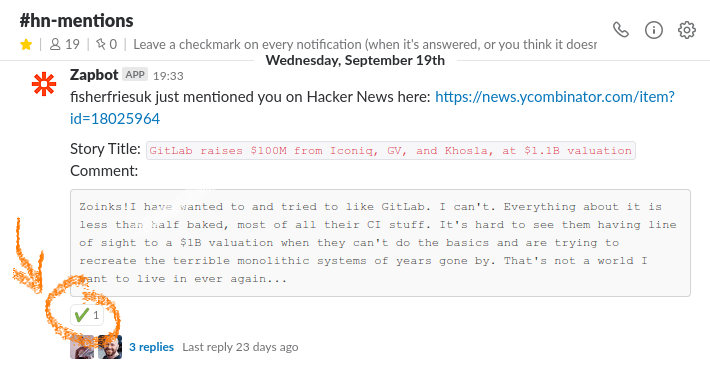 #hn-mentions
19 | 0 | Leave a checkmark on every notification (when it's answered, or you think it doesn
Wednesday, September 19th
Zapbot APP 19:33
fisherfriesuk just mentioned you on Hacker News here: https://news.ycombinator.com/item?
id=18025964
Story Title: GitLab raises $100M from Iconiq, GV, and Khosla, at $1.1B valuation
Comment:
Zoinks!I have wanted to and tried to like GitLab. I can't. Everything about it is
less than half baked, most of all their CI stuff. It's hard to see them having line
of sight to a $1B valuation when they can't do the basics and are trying to
recreate the terrible monolithic systems of years gone by. That's not a world I
want to live in ever again...
1
3 replies Last reply 23 days ago